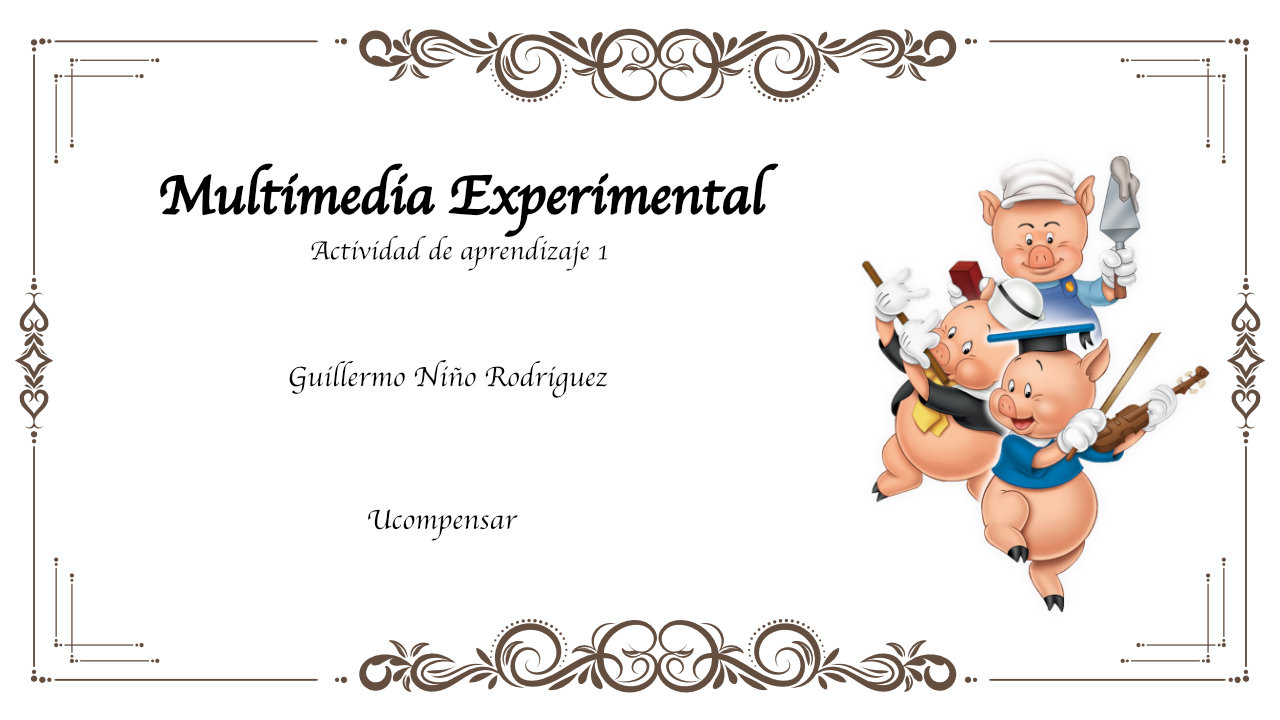 Multimedia Experimental
Actividad de aprendizaje 1
Guillermo Niño Rodriguez
Ucompensar